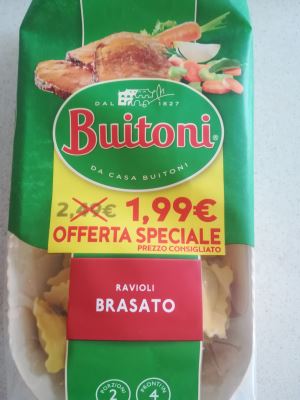 DAL 1827
Buitoni®
DA CASA BUITONI
2,49€ 1,99€
OFFERTA SPECIALE
PREZZO CONSIGLIATO
RAVIOLI
BRASATO
PORZIONI PRONTI IN
2 4